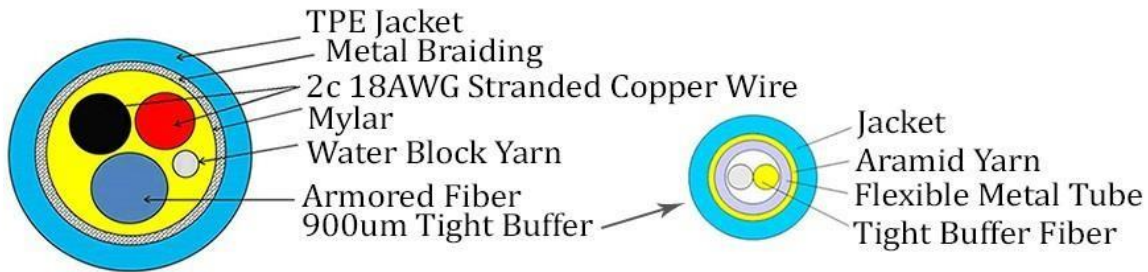 TPE Jacket
Metal Braiding
2c 18AWG Stranded Copper Wire
Mylar
Water Block Yarn
Armored Fiber
900um Tight Buffer
Jacket
Aramid Yarn
Flexible Metal Tube
Tight Buffer Fiber